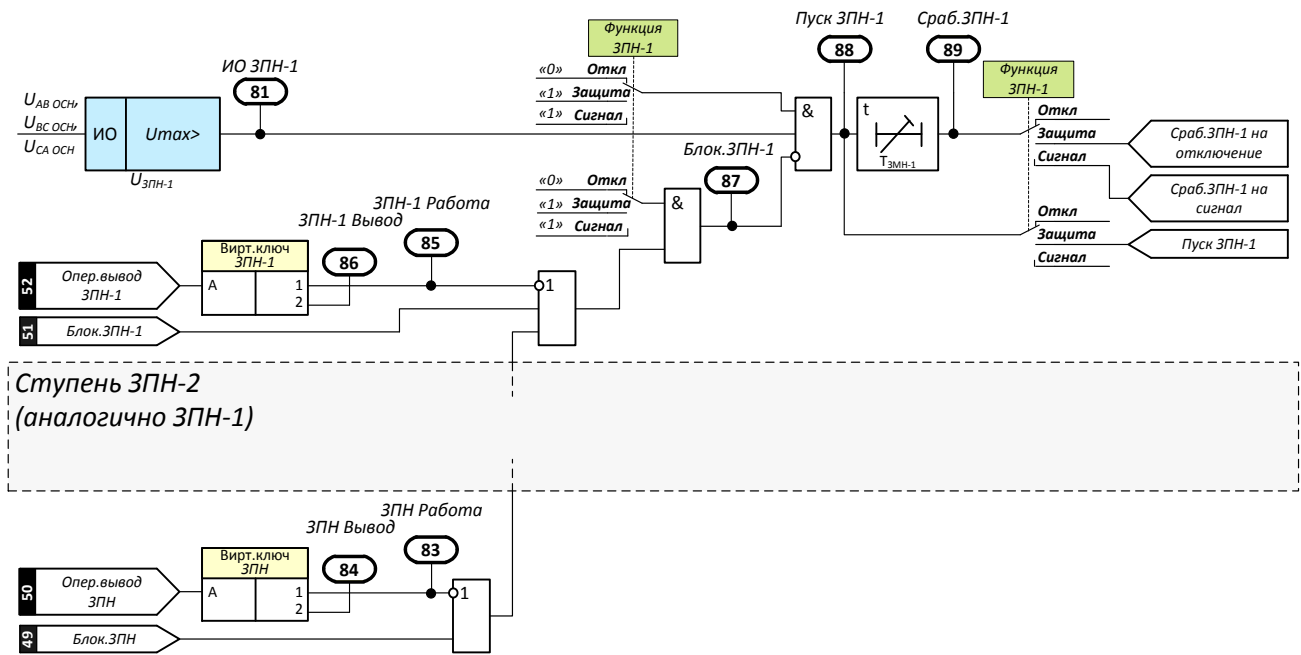 Функция
ЗПН-1
Пуск ЗПН-1
Сраб.ЗПН-1
88
89
ИО ЗПН-1
81
«0» Откл
«1» Защита
«1» Сигнал
Функция
ЗПН-1
U АВ ОСН,
U ВС ОСН,
U СА ОСН
ИО
Umax>
U ЗПН-1
&
t
T ЗМН-1
Откл
Защита
Сигнал
Сраб.ЗПН-1 на
отключение
Сраб.ЗПН-1 на
сигнал
Блок.ЗПН-1
87
«0» Откл
«1» Защита
«1» Сигнал
&
Откл
Защита
Сигнал
Пуск ЗПН-1
ЗПН-1 Работа
ЗПН-1 Вывод
85
86
52
Опер.вывод
ЗПН-1
Вирт.ключ
ЗПН-1
A
1
2
1
51
Блок.ЗПН-1
Ступень ЗПН-2
(аналогично ЗПН-1)
ЗПН Работа
ЗПН Вывод
83
84
50
Опер.вывод
ЗПН
Вирт.ключ
ЗПН
A
1
2
1
49
Блок.ЗПН